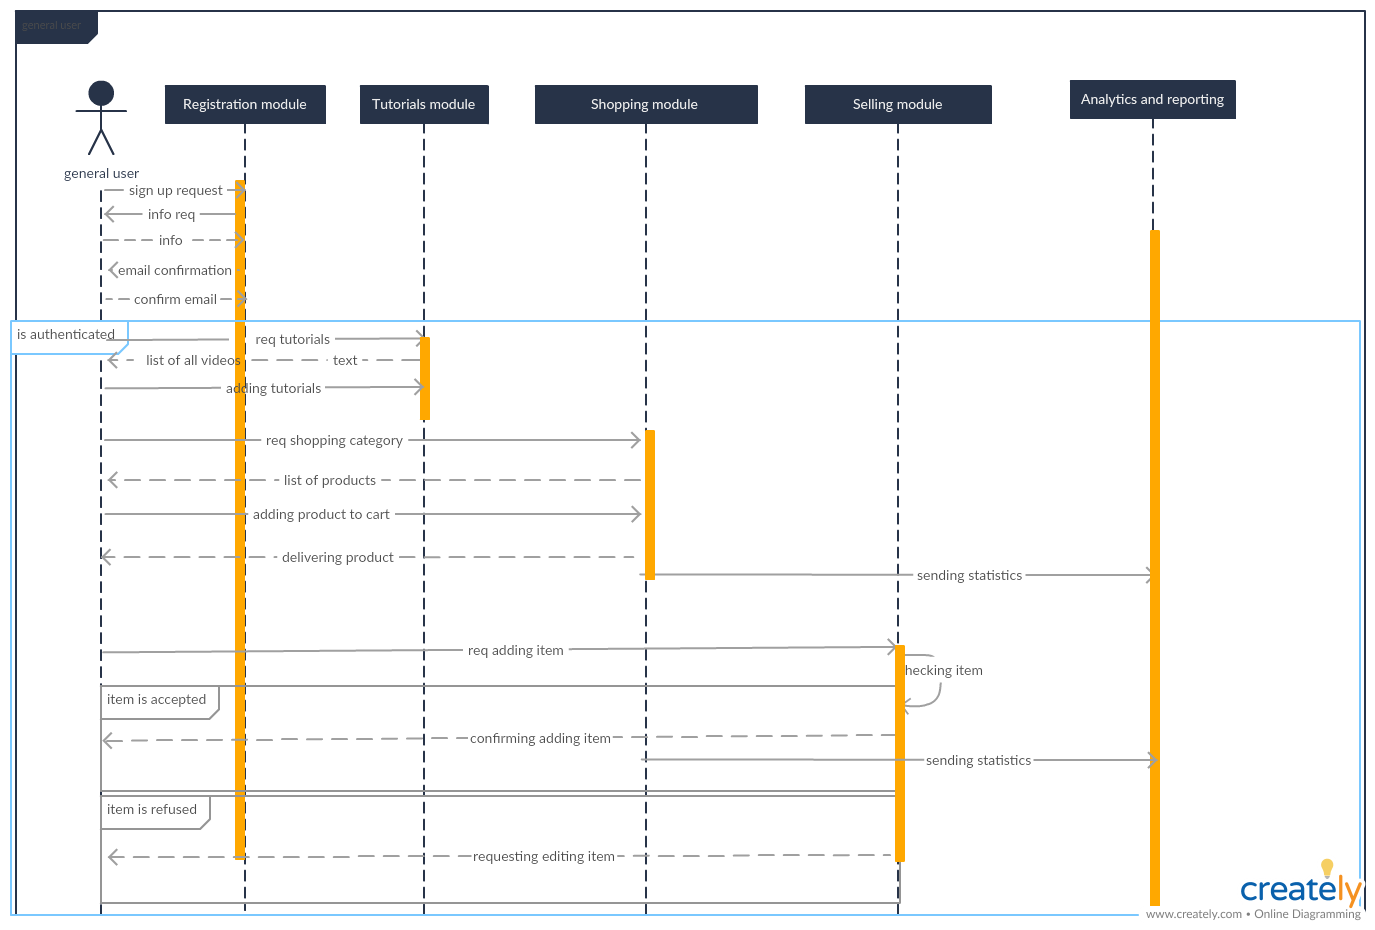 general user
Registration module
Tutorials module
Shopping module
Selling module
Analytics and reporting
general user
sign up request
info req
info
email confirmation
confirm email
is authenticated
req tutorials
list of all videos
text
adding tutorials
req shopping category
list of products
adding product to cart
delivering product
sending statistics
req adding item
hecking item
item is accepted
confirming adding item
sending statistics
item is refused
requesting editing item
creately
www.creately.com • Online Diagramming